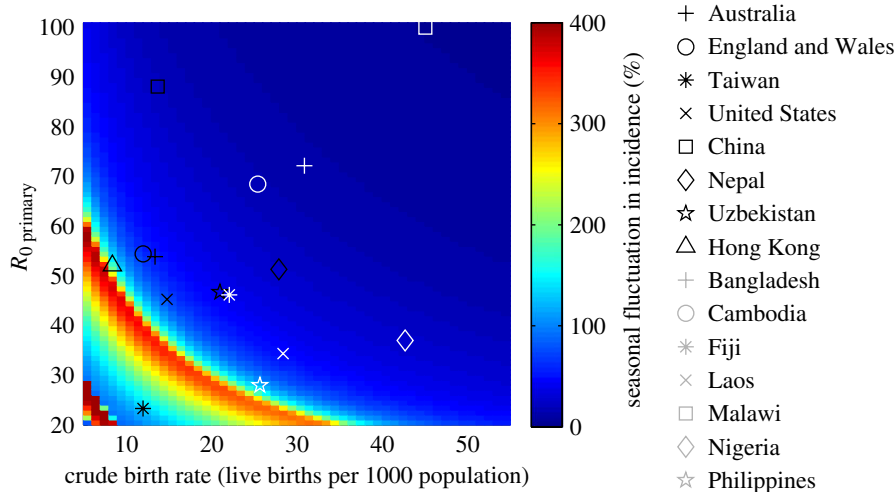 100
90
80
70
60
50
40
30
20
R0 primary
10 20 30 40 50
crude birth rate (live births per 1000 population)
400
300
200
100
0
seasonal fluctuation in incidence (%)
Australia
England and Wales
Taiwan
United States
China
Nepal
Uzbekistan
Hong Kong
Bangladesh
Cambodia
Fiji
Laos
Malawi
Nigeria
Philippines